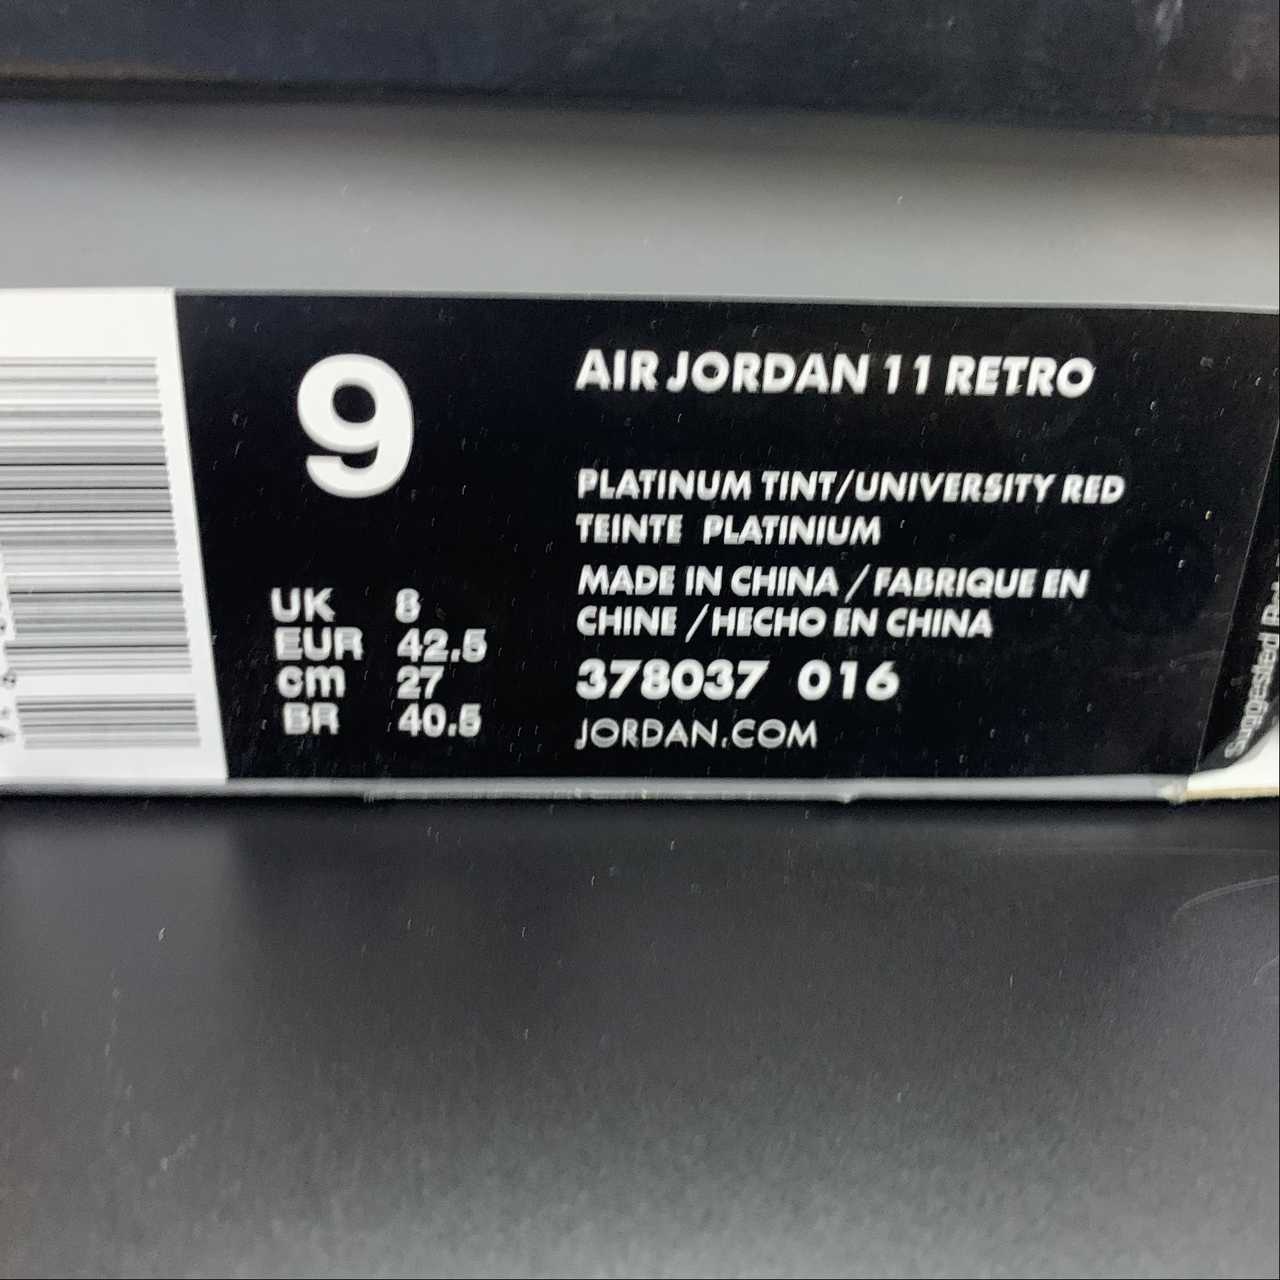 9
UK 8
EUR 42.5
cm 27
BR 40.5
AIR JORDAN 11 RETRO
PLATINUM TINT/UNIVERSITY RED
TEINTE PLATINIUM
MADE IN CHINA / FABRIQUE EN
CHINE / HECHO EN CHINA
378037 016
JORDAN.COM
Suggested